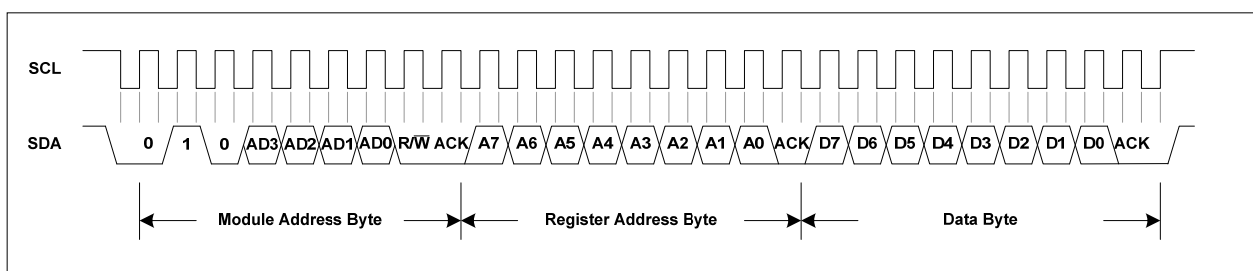 SCL
SDA 0 1 0 AD3 AD2 AD1 AD0 R/W̅ ACK A7 A6 A5 A4 A3 A2 A1 A0 ACK D7 D6 D5 D4 D3 D2 D1 D0 ACK
Module Address Byte Register Address Byte Data Byte